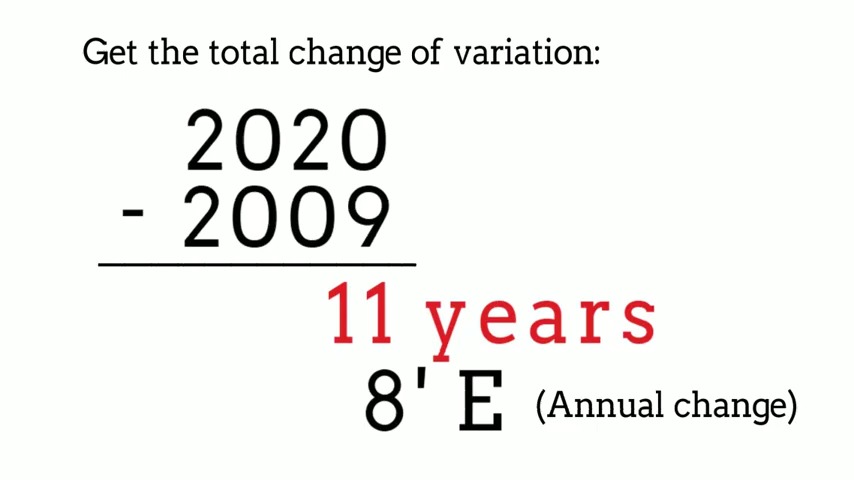 Get the total change of variation:
2020
- 2009
11 years
8' E (Annual change)